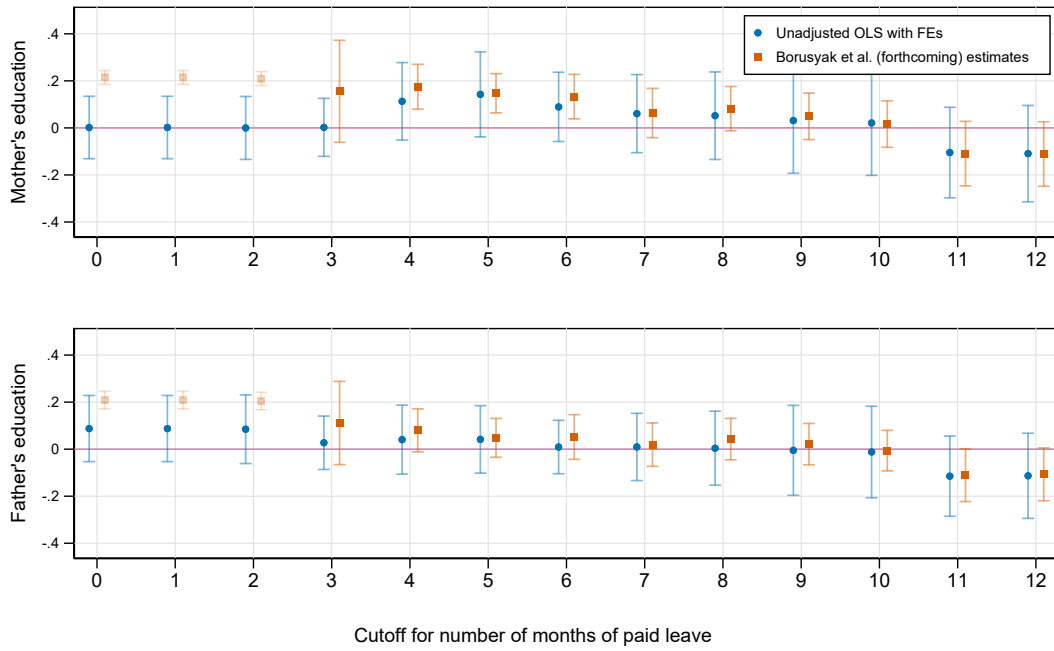 Mother's education
.4
.2
0
-.2
-.4
Unadjusted OLS with FEs
Borusyak et al. (forthcoming) estimates
0 1 2 3 4 5 6 7 8 9 10 11 12
Father's education
.4
.2
0
-.2
-.4
0 1 2 3 4 5 6 7 8 9 10 11 12
Cutoff for number of months of paid leave